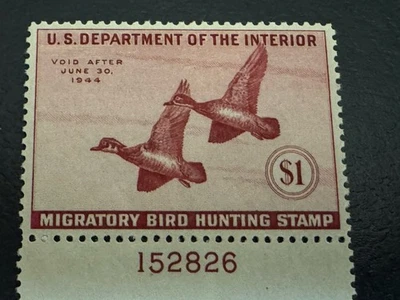 U.S. DEPARTMENT OF THE INTERIOR
VOID AFTER
JUNE 30,
1944
$1
MIGRATORY BIRD HUNTING STAMP
152826